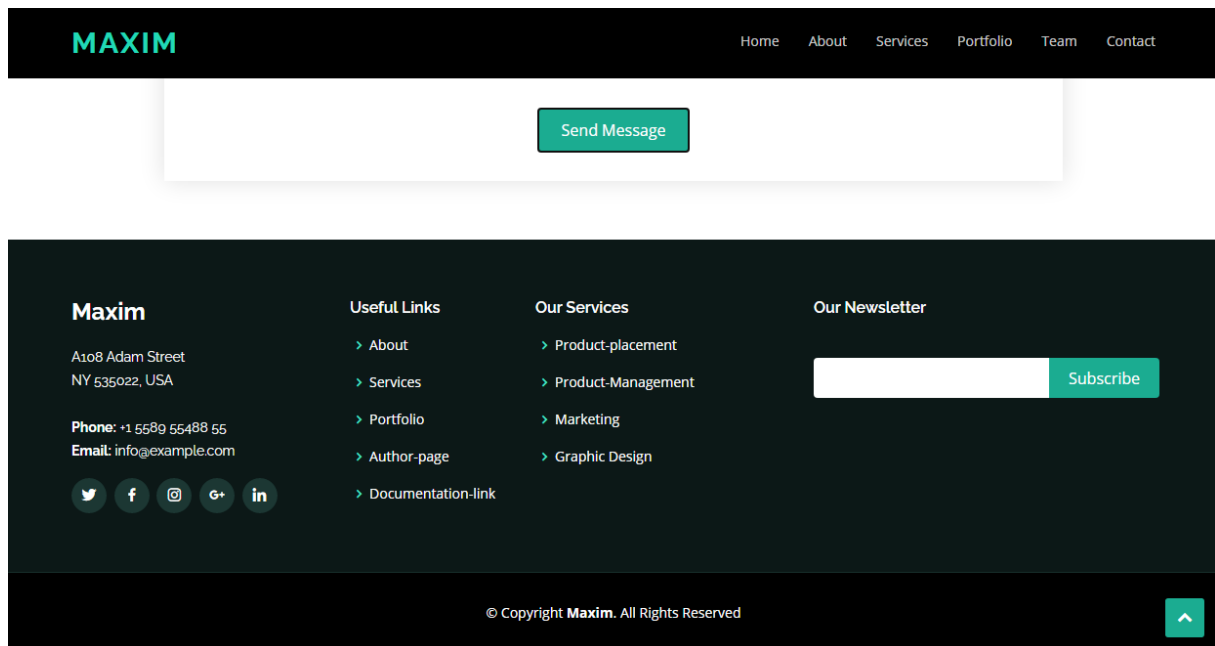 MAXIM
Home About Services Portfolio Team Contact
Send Message
Maxim
A108 Adam Street
NY 535022, USA
Phone: +1 5589 55488 55
Email: info@example.com
Useful Links
About
Services
Portfolio
Author-page
Documentation-link
Our Services
Product-placement
Product-Management
Marketing
Graphic Design
Our Newsletter
Subscribe
© Copyright Maxim. All Rights Reserved